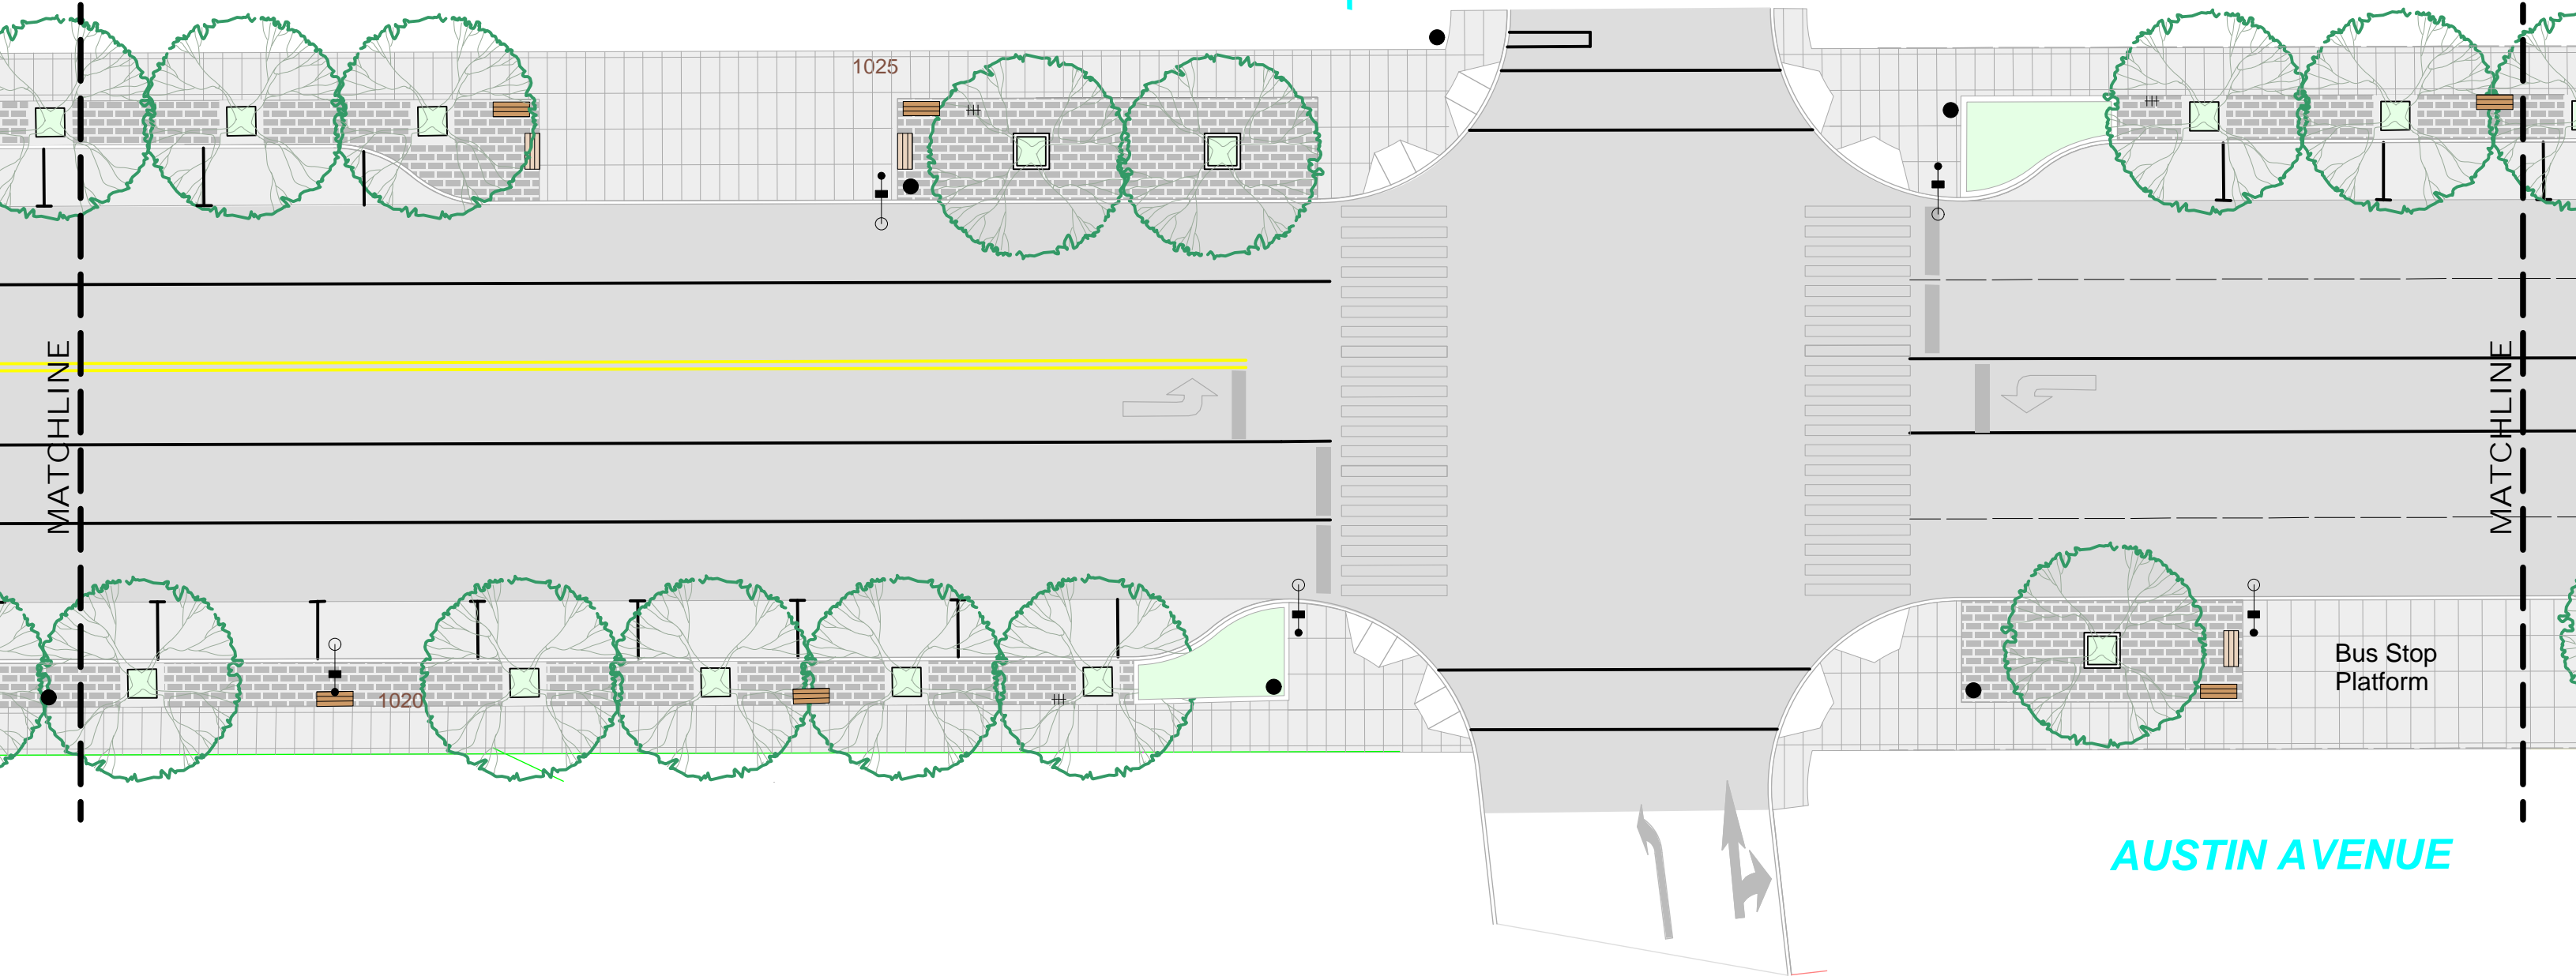 1025
MATCHLINE
MATCHLINE
Bus Stop
Platform
1020
AUSTIN AVENUE